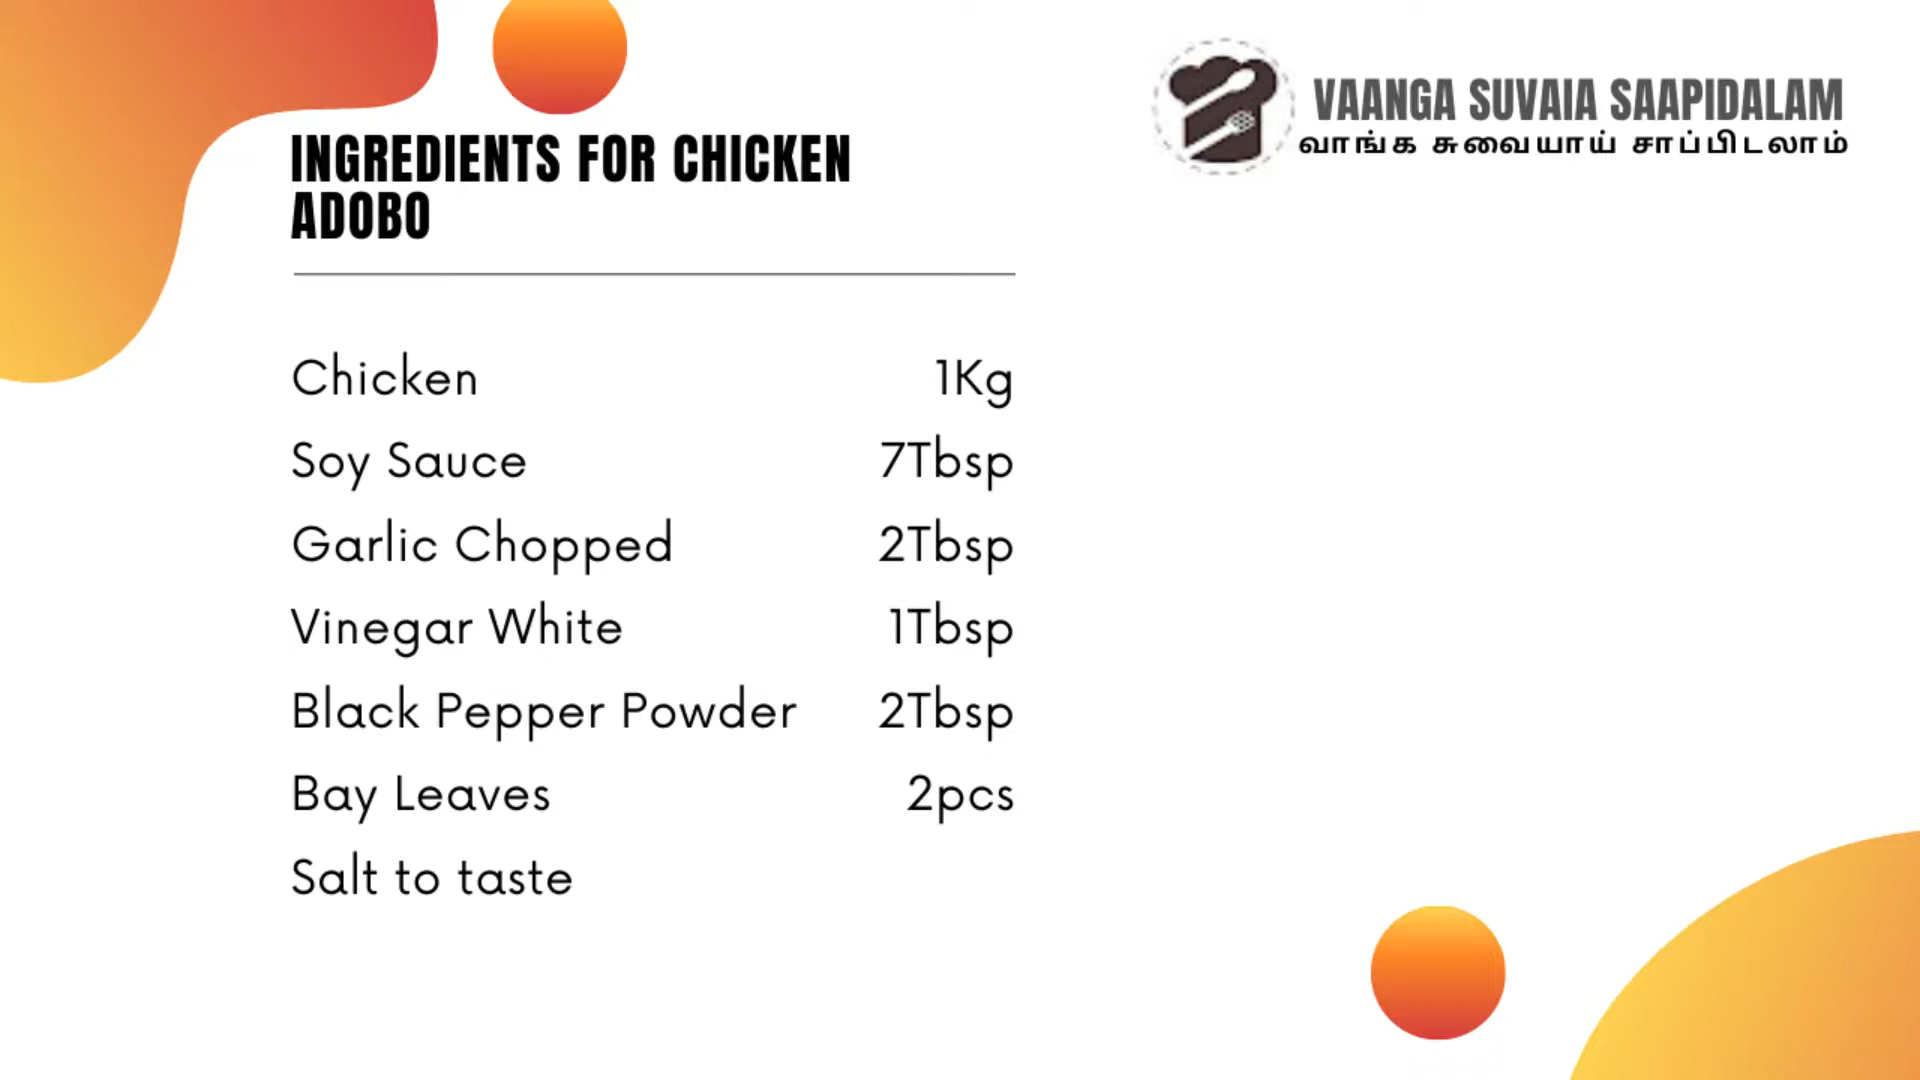 VAANGA SUVAIA SAAPIDALAM
வாங்க சுவையாய் சாப்பிடலாம்
INGREDIENTS FOR CHICKEN
ADOBO
Chicken 1Kg
Soy Sauce 7Tbsp
Garlic Chopped 2Tbsp
Vinegar White 1Tbsp
Black Pepper Powder 2Tbsp
Bay Leaves 2pcs
Salt to taste